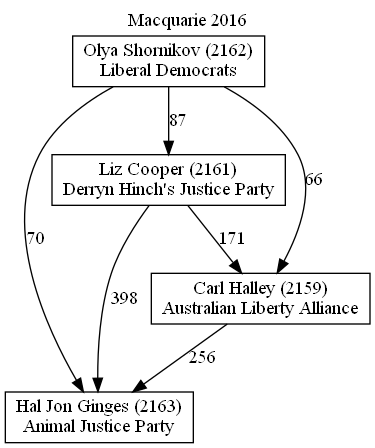 Macquarie 2016
Olya Shornikov (2162)
Liberal Democrats
87
Liz Cooper (2161)
Derryn Hinch's Justice Party
66
70
171
398
Carl Halley (2159)
Australian Liberty Alliance
256
Hal Jon Ginges (2163)
Animal Justice Party